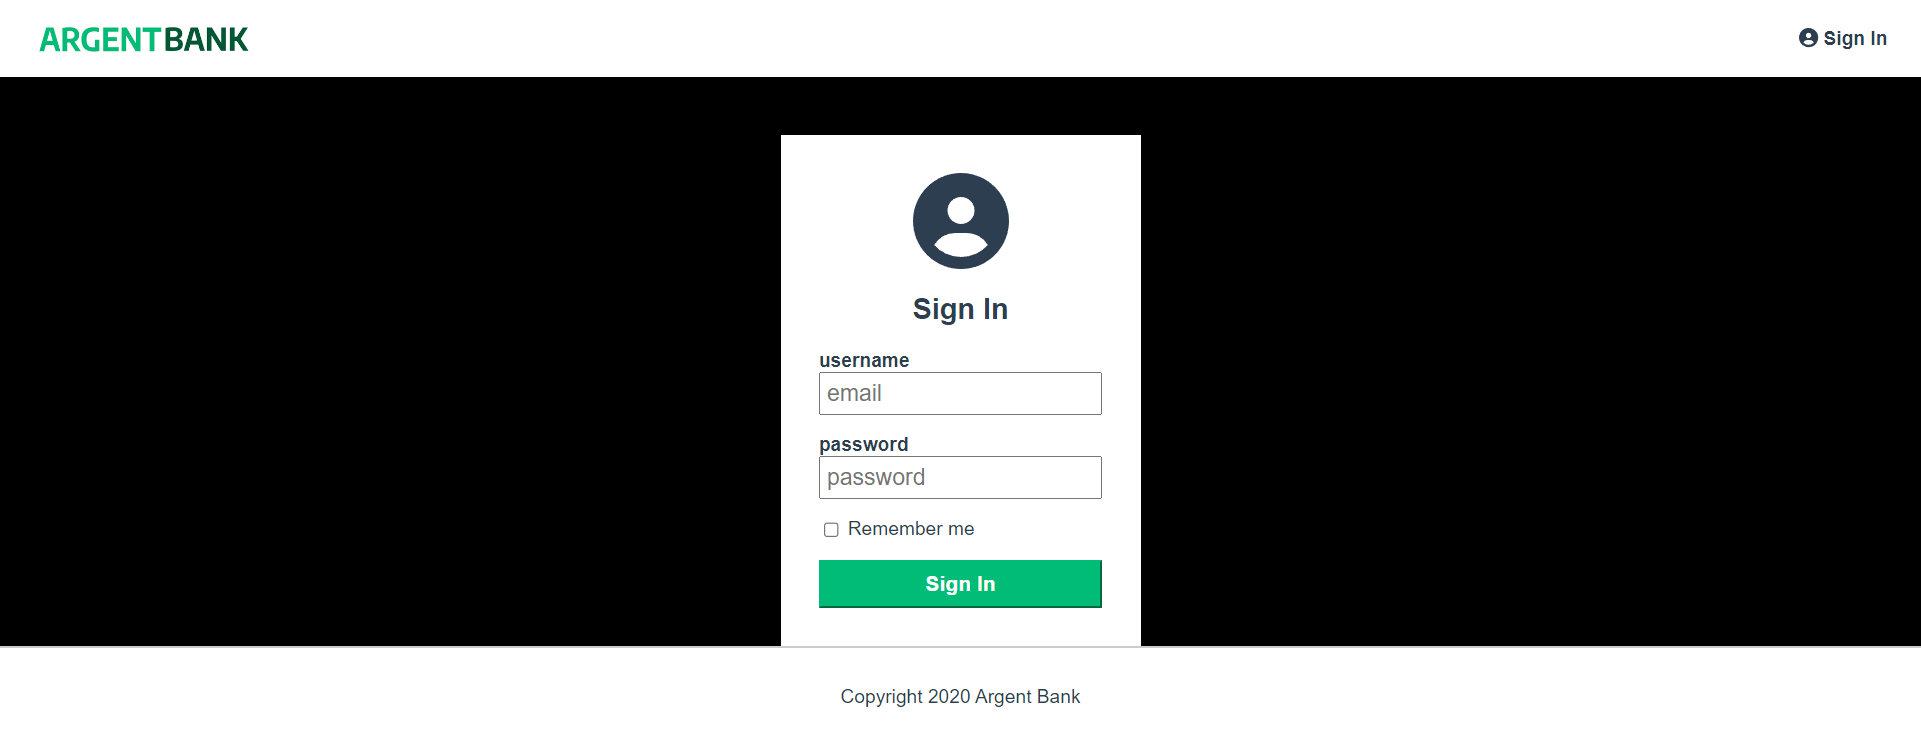 ARGENTBANK
Sign In
Sign In
username
email
password
password
Remember me
Sign In
Copyright 2020 Argent Bank